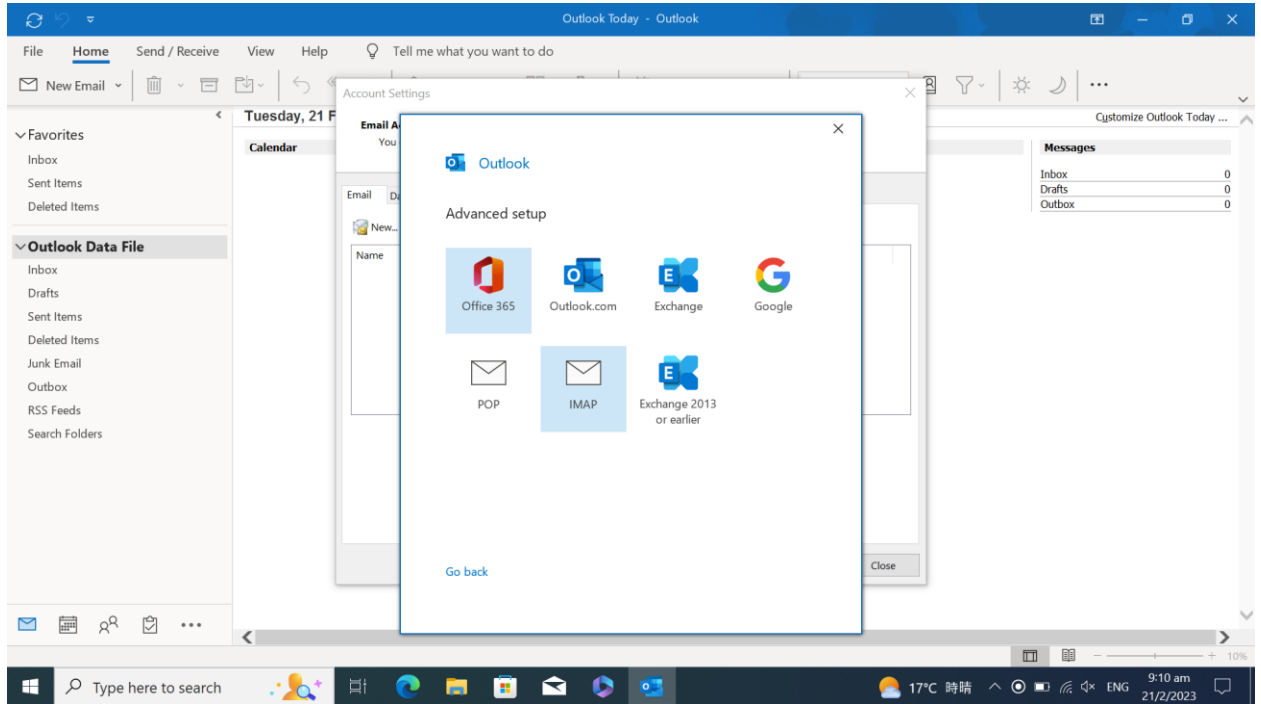 Outlook Today - Outlook
File Home Send / Receive View Help Tell me what you want to do
New Email
Account Settings
Tuesday, 21 F
Customize Outlook Today ...
Favorites
Inbox
Sent Items
Deleted Items
Outlook Data File
Inbox
Drafts
Sent Items
Deleted Items
Junk Email
Outbox
RSS Feeds
Search Folders
Calendar
Email A
You
Email Da
New...
Name
Outlook
Advanced setup
Office 365
Outlook.com
Exchange
Google
POP
IMAP
Exchange 2013
or earlier
Go back
Close
Messages
Inbox 0
Drafts 0
Outbox 0
10%
Type here to search
17°C 時晴
ENG
9:10 am
21/2/2023